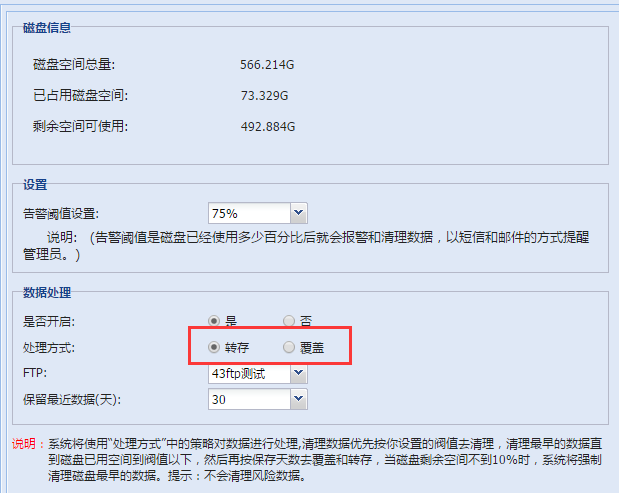 磁盘信息
磁盘空间总量: 566.214G
已占用磁盘空间: 73.329G
剩余空间可使用: 492.884G
设置
告警阈值设置: 75%
说明: (告警阈值是磁盘已经使用多少百分比后就会报警和清理数据，以短信和邮件的方式提醒
管理员。)
数据处理
是否开启: 是 否
处理方式: 转存 覆盖
FTP: 43ftp测试
保留最近数据(天): 30
说明：系统将使用“处理方式”中的策略对数据进行处理,清理数据优先按你设置的阀值去清理，清理最早的数据直
到磁盘已用空间到阀值以下，然后再按保存天数去覆盖和转存，当磁盘剩余空间不到10%时，系统将强制
清理磁盘最早的数据。提示：不会清理风险数据。